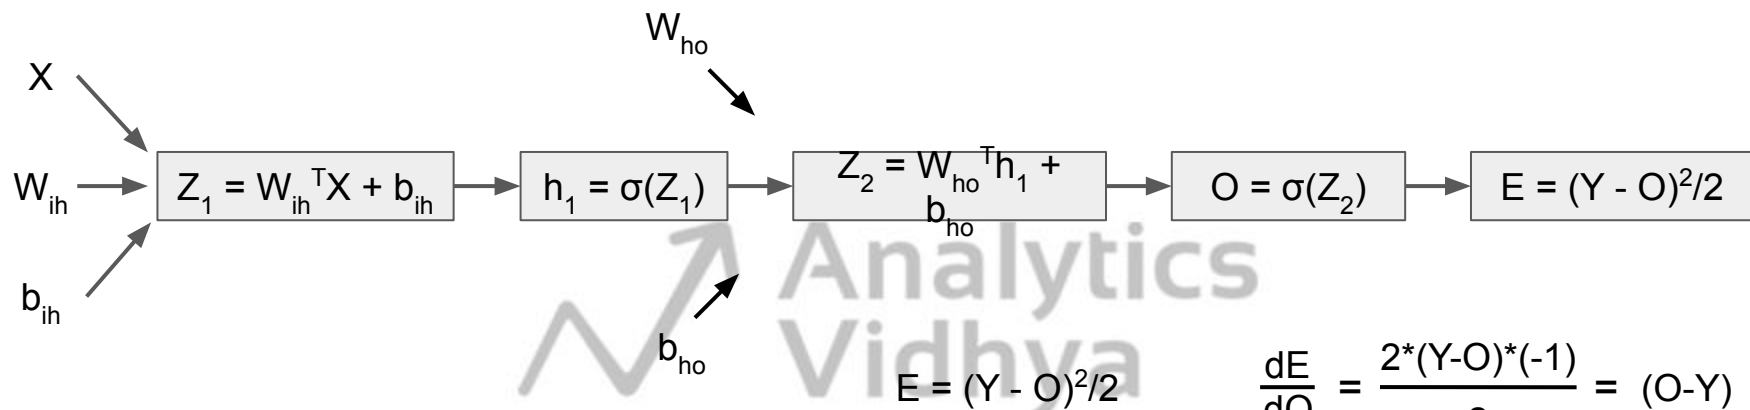 W_ho
X
W_ih
Z_1 = W_ih^T X + b_ih
h_1 = σ(Z_1)
Z_2 = W_ho^T h_1 +
b_ho
O = σ(Z_2)
E = (Y - O)^2/2
b_ih
b_ho
Analytics
Vidhya
E = (Y - O)^2/2
dE/dO = 2*(Y-O)*(-1)/2 = (O-Y)